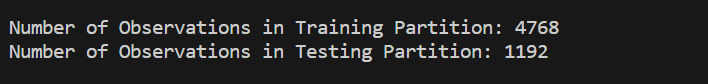 Number of Observations in Training Partition: 4768
Number of Observations in Testing Partition: 1192